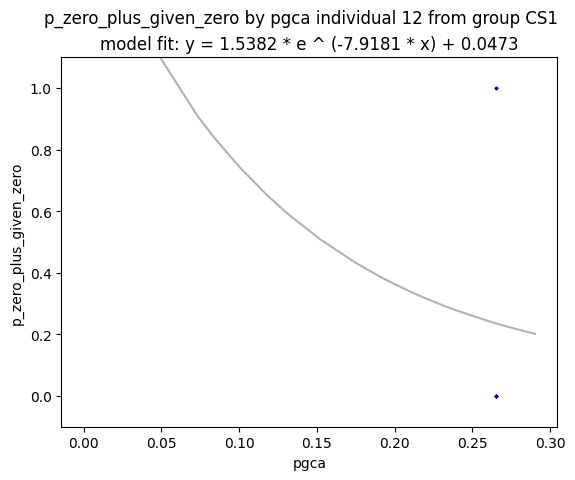 p_zero_plus_given_zero by pgca individual 12 from group CS1
model fit: y = 1.5382 * e ^ (-7.9181 * x) + 0.0473
1.0
0.8
0.6
0.4
0.2
0.0
p_zero_plus_given_zero
0.00 0.05 0.10 0.15 0.20 0.25 0.30
pgca